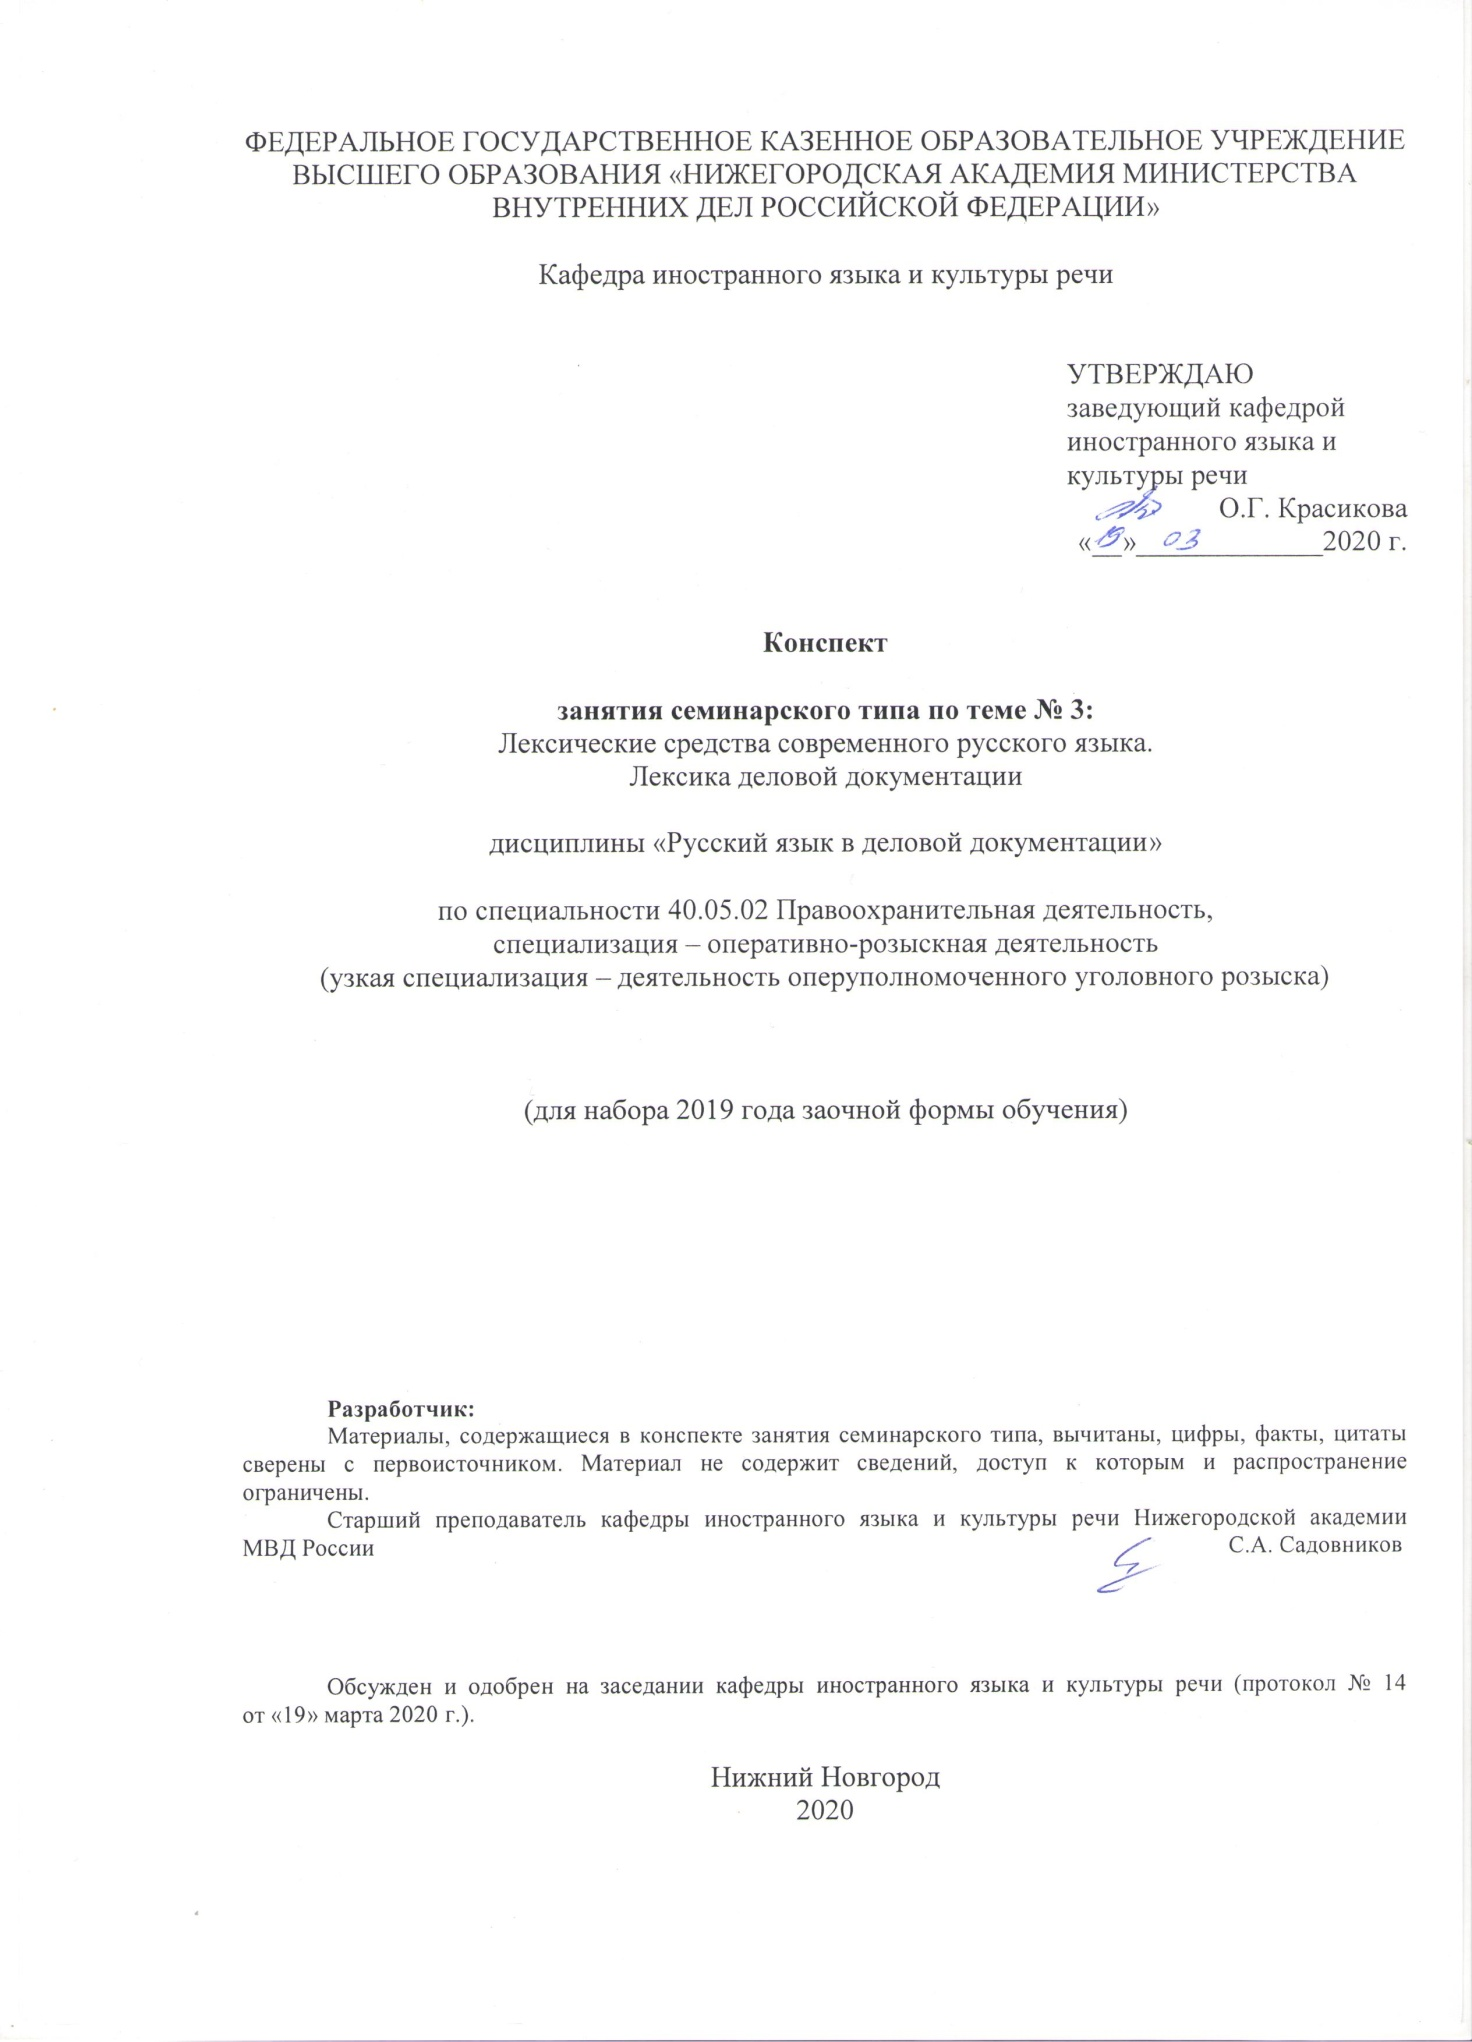 ФЕДЕРАЛЬНОЕ ГОСУДАРСТВЕННОЕ КАЗЕННОЕ ОБРАЗОВАТЕЛЬНОЕ УЧРЕЖДЕНИЕ
ВЫСШЕГО ОБРАЗОВАНИЯ «НИЖЕГОРОДСКАЯ АКАДЕМИЯ МИНИСТЕРСТВА
ВНУТРЕННИХ ДЕЛ РОССИЙСКОЙ ФЕДЕРАЦИИ»
Кафедра иностранного языка и культуры речи
УТВЕРЖДАЮ
заведующий кафедрой
иностранного языка и
культуры речи
О.Г. Красикова
«19» 03 2020 г.
Конспект
занятия семинарского типа по теме № 3:
Лексические средства современного русского языка.
Лексика деловой документации
дисциплины «Русский язык в деловой документации»
по специальности 40.05.02 Правоохранительная деятельность,
специализация – оперативно-розыскная деятельность
(узкая специализация – деятельность оперуполномоченного уголовного розыска)
(для набора 2019 года заочной формы обучения)
Разработчик:
Материалы, содержащиеся в конспекте занятия семинарского типа, вычитаны, цифры, факты, цитаты
сверены с первоисточником. Материал не содержит сведений, доступ к которым и распространение
ограничены.
Старший преподаватель кафедры иностранного языка и культуры речи Нижегородской академии
МВД России С.А. Садовников
Обсужден и одобрен на заседании кафедры иностранного языка и культуры речи (протокол № 14
от «19» марта 2020 г.).
Нижний Новгород
2020